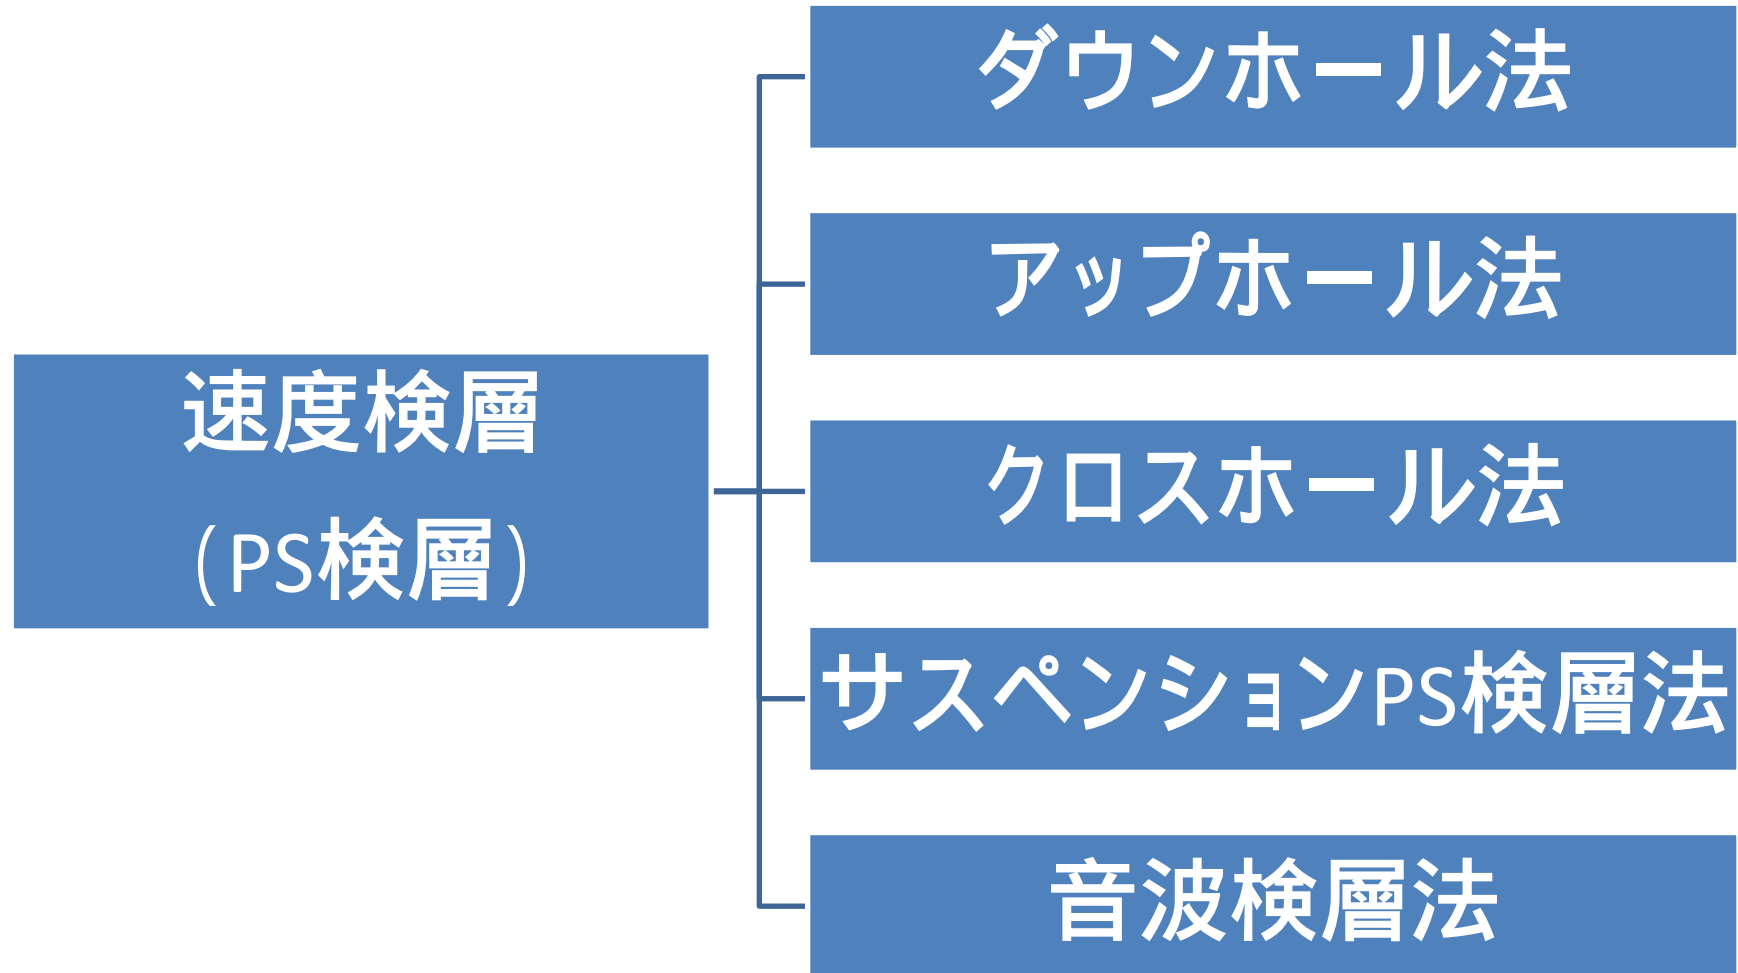 ダウンホール法
アップホール法
速度検層
(PS検層)
クロスホール法
サスペンションPS検層法
音波検層法